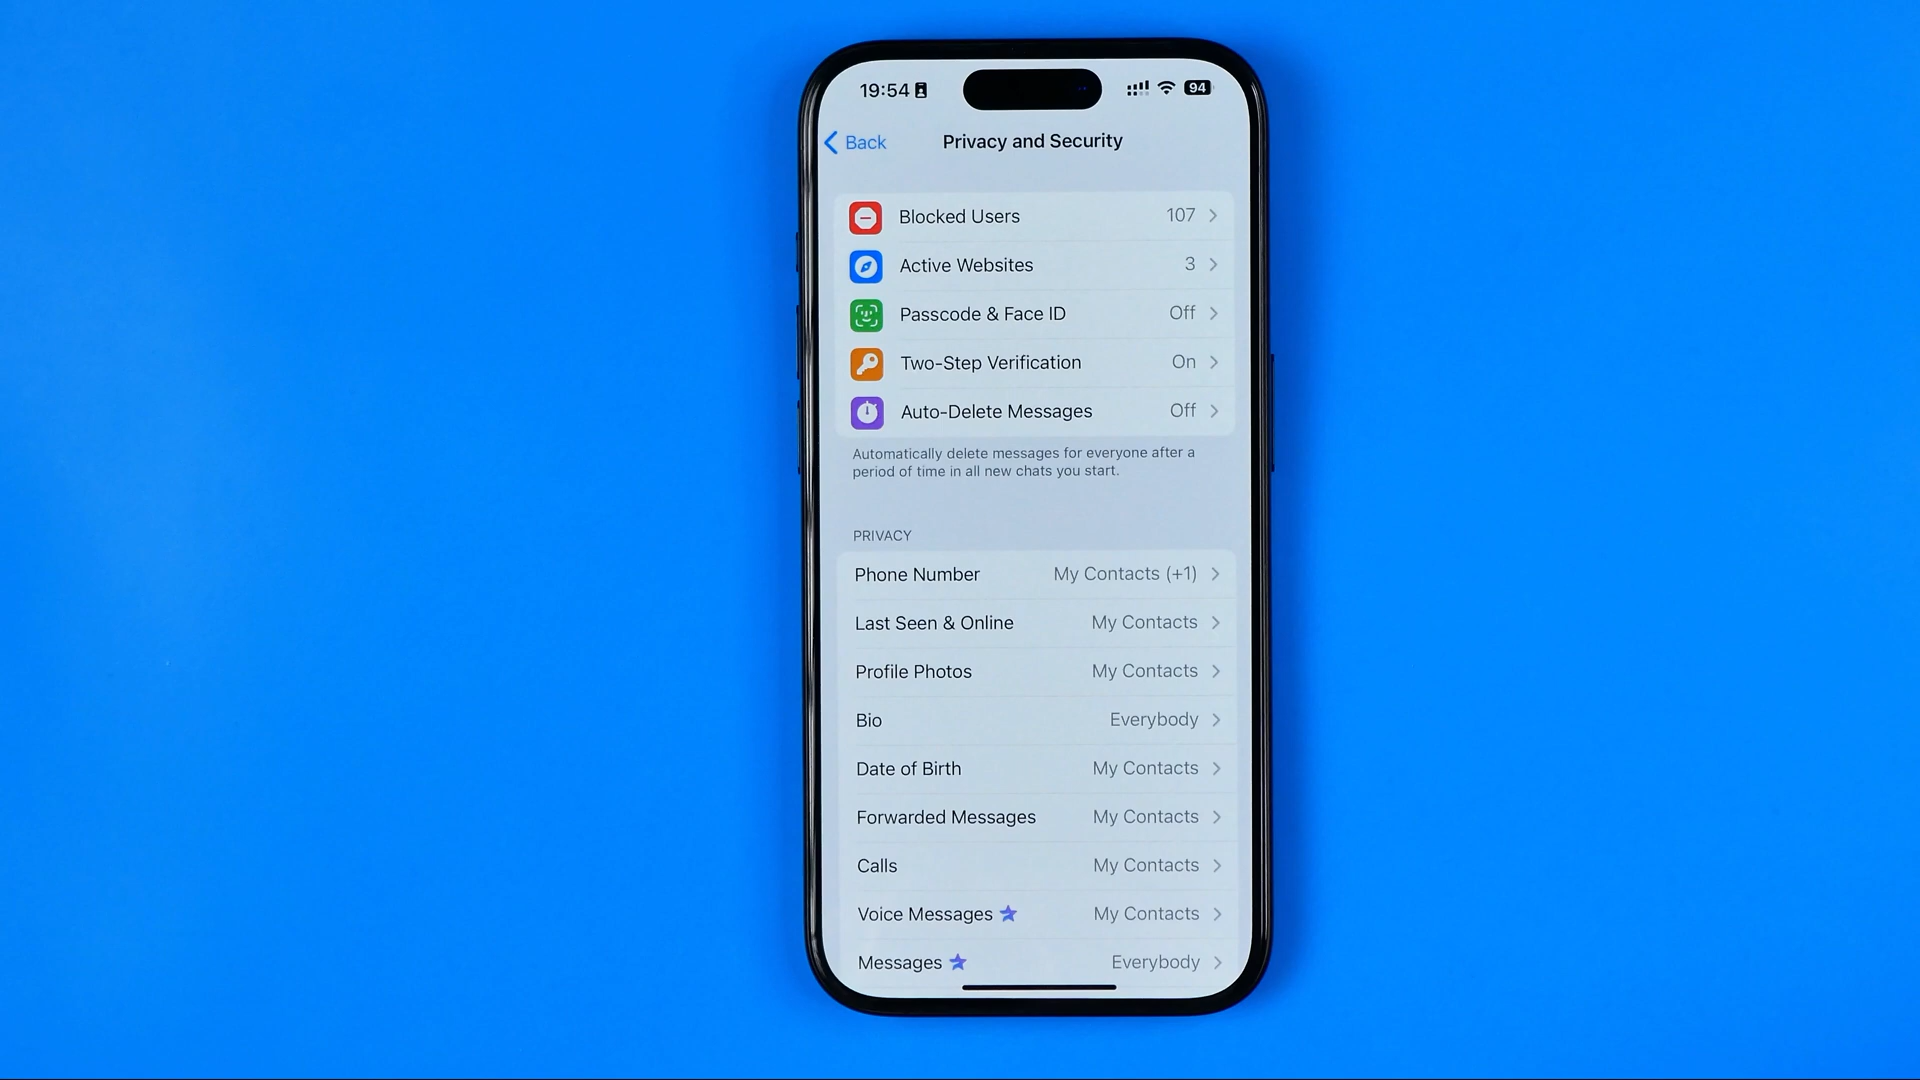 19:54
94
Back
Privacy and Security
Blocked Users 107
Active Websites 3
Passcode & Face ID Off
Two-Step Verification On
Auto-Delete Messages Off
Automatically delete messages for everyone after a
period of time in all new chats you start.
PRIVACY
Phone Number My Contacts (+1)
Last Seen & Online My Contacts
Profile Photos My Contacts
Bio Everybody
Date of Birth My Contacts
Forwarded Messages My Contacts
Calls My Contacts
Voice Messages My Contacts
Messages Everybody